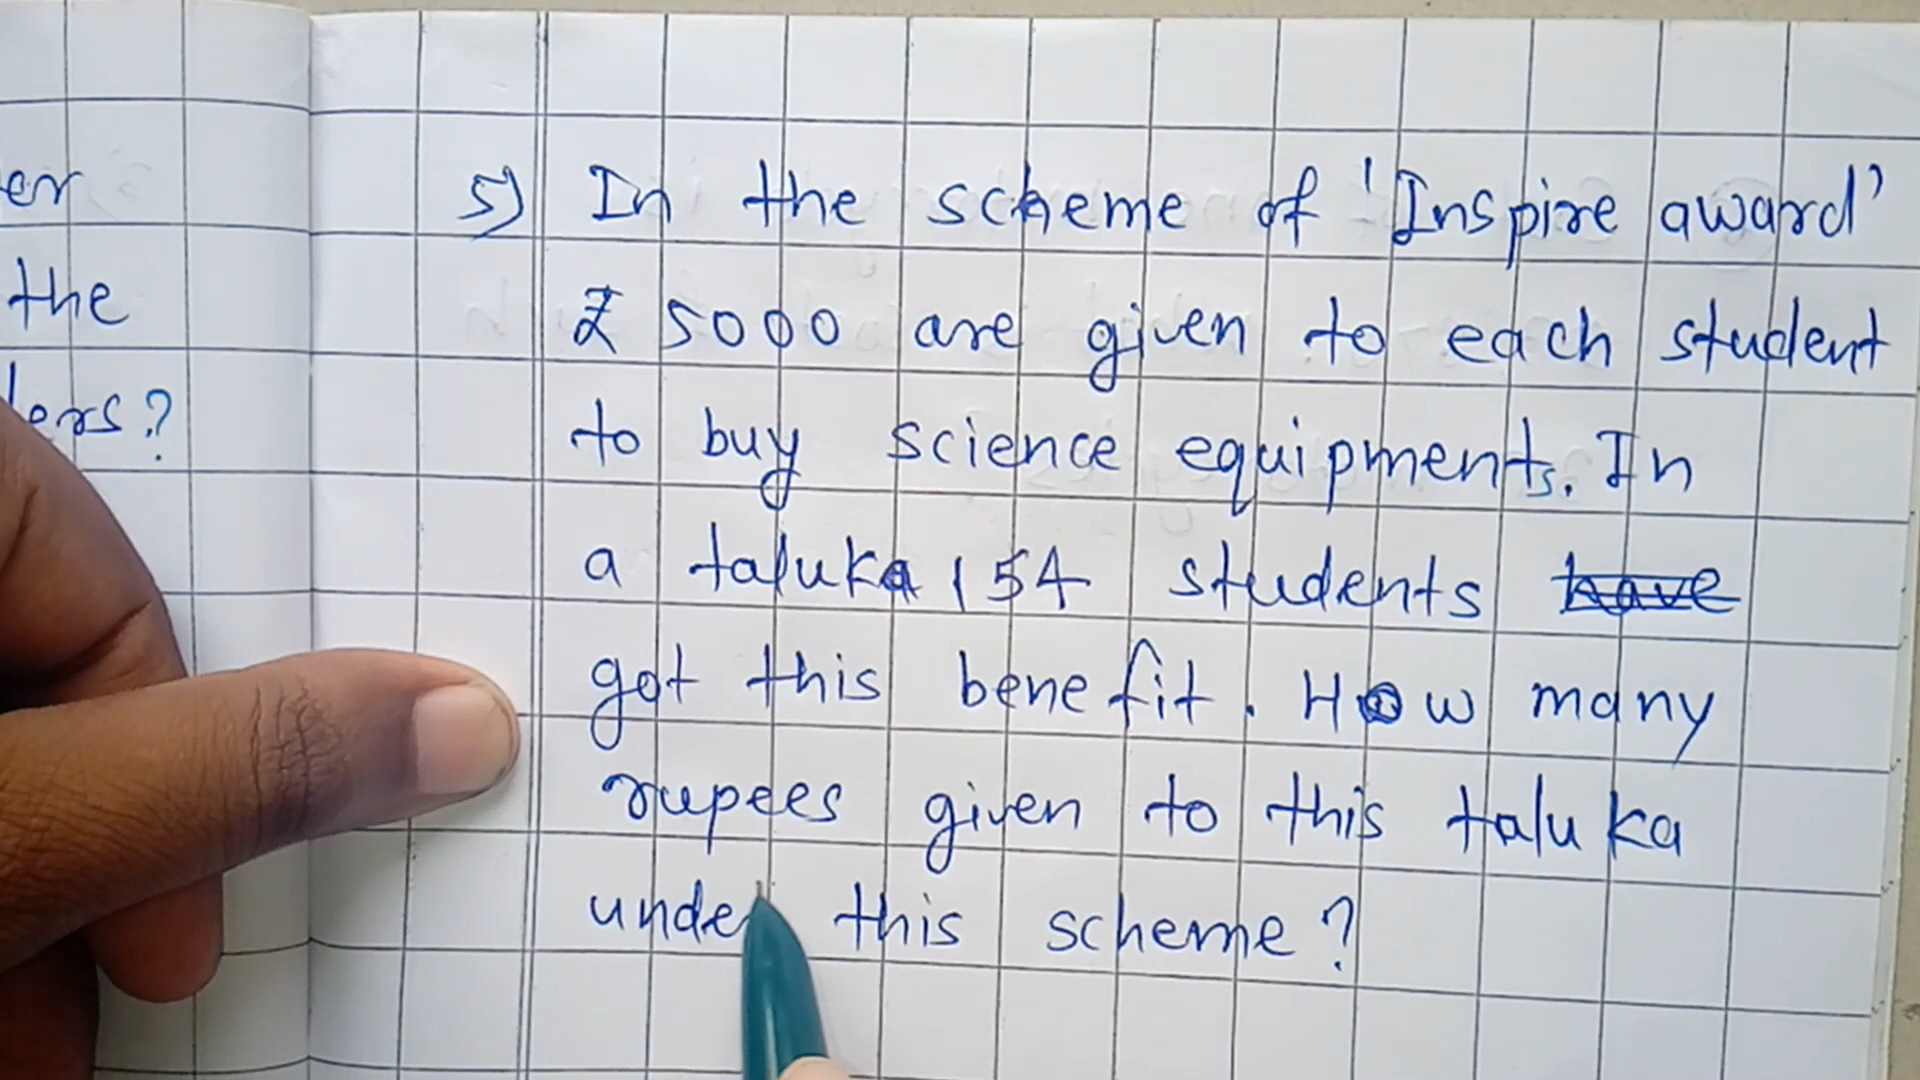 er
the
ers?
5) In the scheme of 'Inspire award'
₹ 5000 are given to each student
to buy science equipments. In
a taluka 154 students have
got this benefit. How many
rupees given to this taluka
under this scheme?